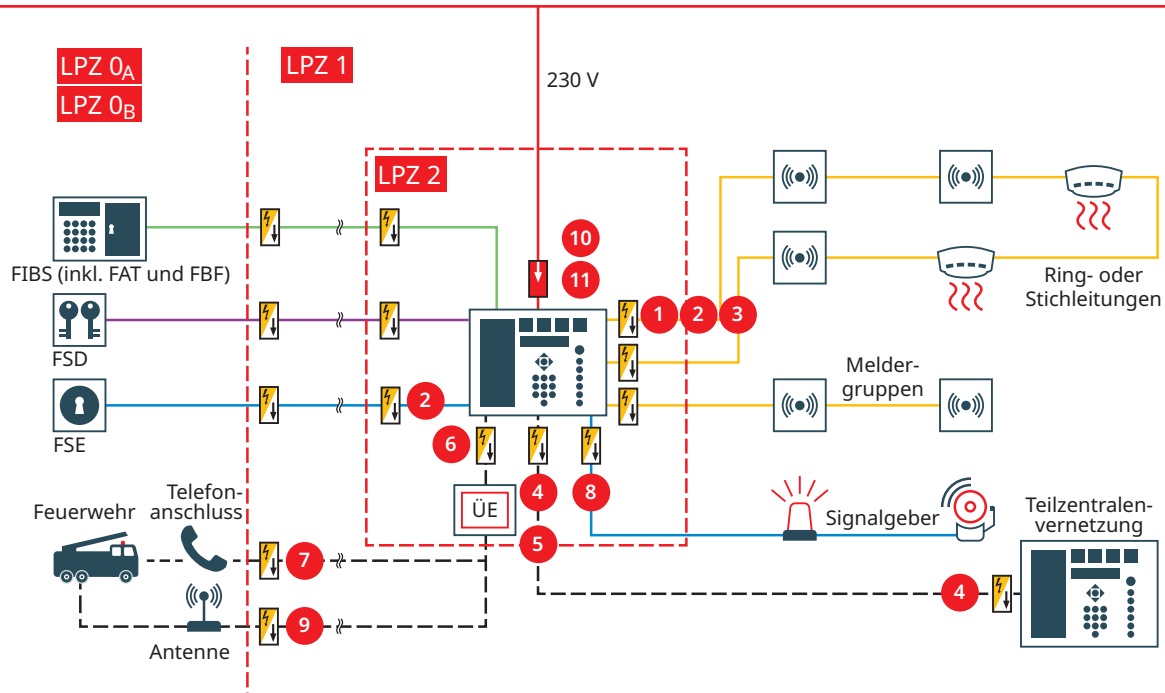 LPZ 0A
LPZ 0B
LPZ 1
230 V
LPZ 2
FIBS (inkl. FAT und FBF)
10
11
Ring- oder
Stichleitungen
1
2
3
FSD
Melder-
gruppen
2
FSE
6
4
8
ÜE
Telefon-
anschluss
Feuerwehr
Signalgeber
Teilzentralen-
vernetzung
5
7
4
9
Antenne